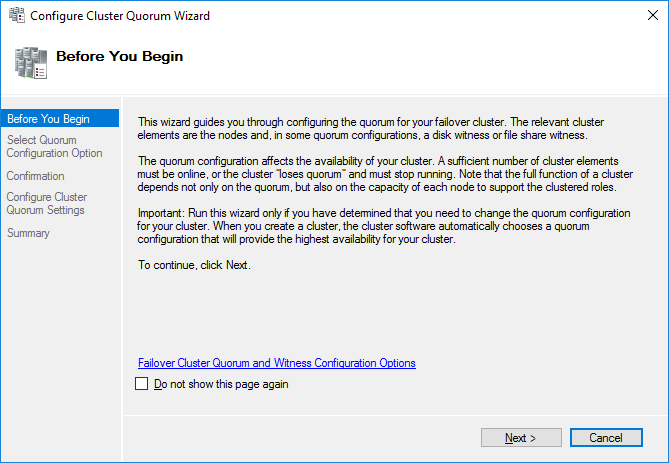 Configure Cluster Quorum Wizard
Before You Begin
Before You Begin
Select Quorum
Configuration Option
Confirmation
Configure Cluster
Quorum Settings
Summary
This wizard guides you through configuring the quorum for your failover cluster. The relevant cluster
elements are the nodes and, in some quorum configurations, a disk witness or file share witness.
The quorum configuration affects the availability of your cluster. A sufficient number of cluster elements
must be online, or the cluster "loses quorum" and must stop running. Note that the full function of a cluster
depends not only on the quorum, but also on the capacity of each node to support the clustered roles.
Important: Run this wizard only if you have determined that you need to change the quorum configuration
for your cluster. When you create a cluster, the cluster software automatically chooses a quorum
configuration that will provide the highest availability for your cluster.
To continue, click Next.
Failover Cluster Quorum and Witness Configuration Options
Do not show this page again
Next >
Cancel